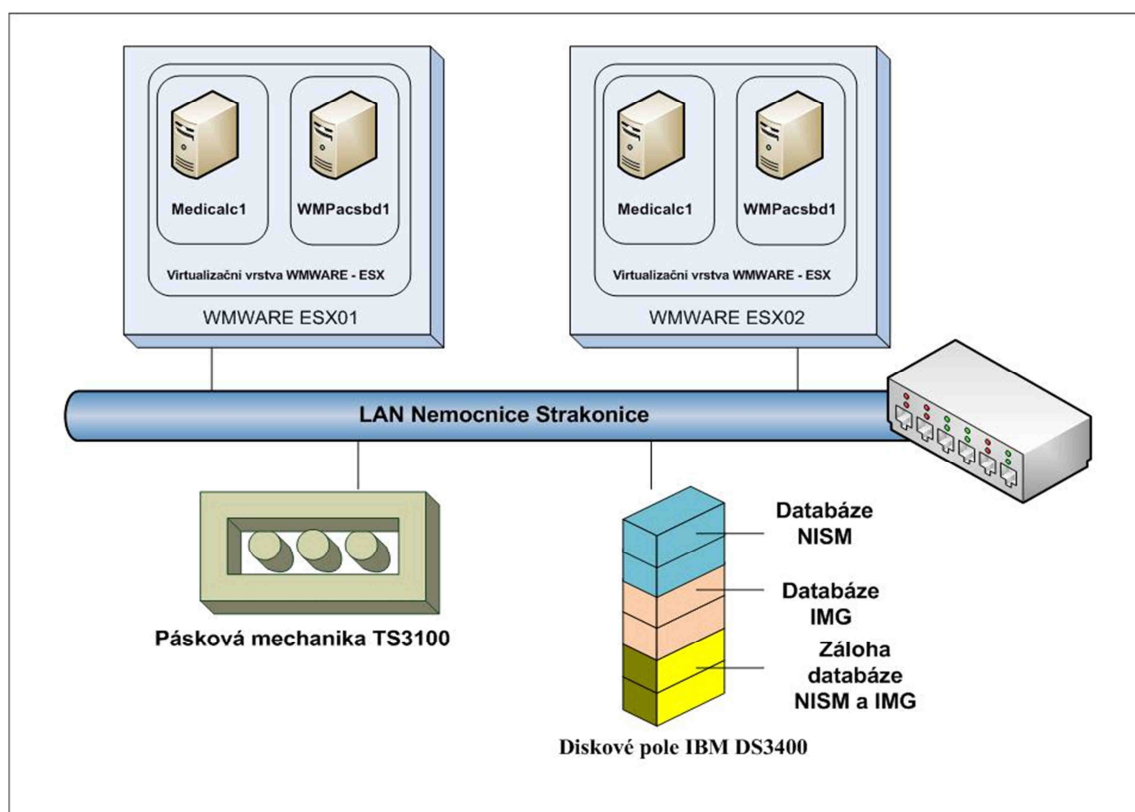 Medicalc1
WMPacsbd1
Virtualizační vrstva WMWARE - ESX
WMWARE ESX01
Medicalc1
WMPacsbd1
Virtualizační vrstva WMWARE - ESX
WMWARE ESX02
LAN Nemocnice Strakonice
Pásková mechanika TS3100
Databáze
NISM
Databáze
IMG
Záloha
databáze
NISM a IMG
Diskové pole IBM DS3400